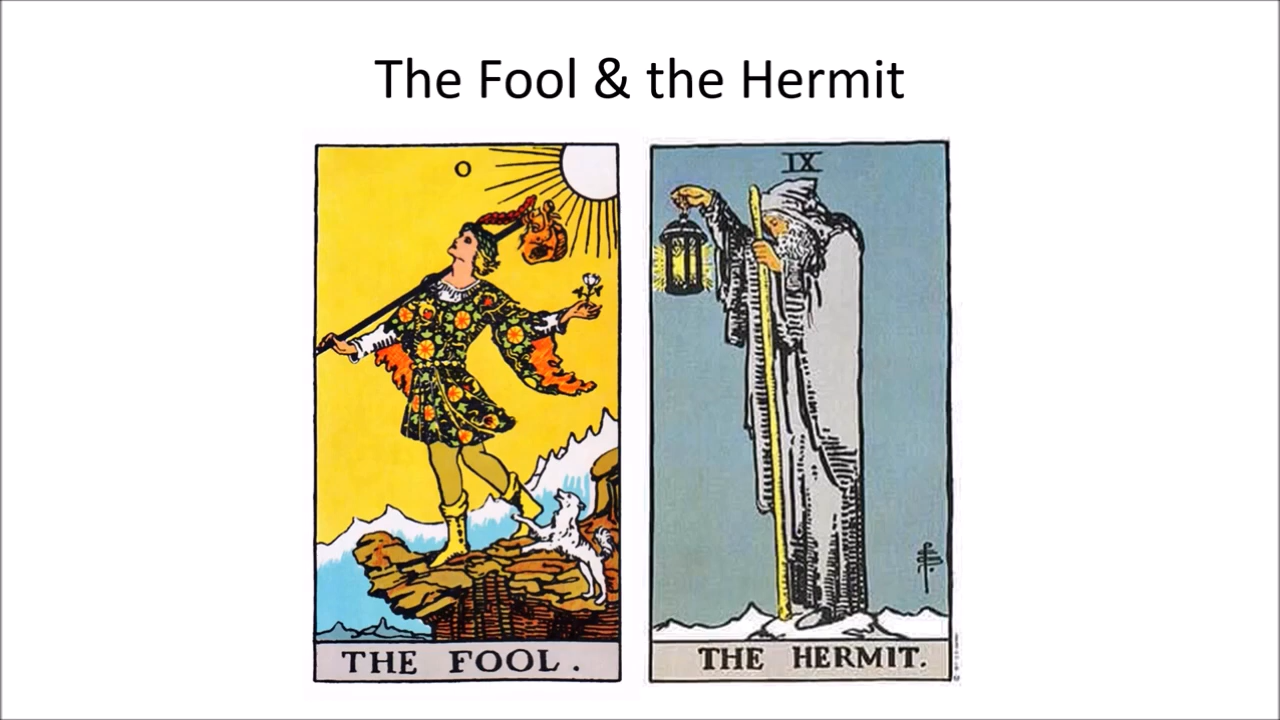 The Fool & the Hermit
0
IX
THE FOOL.
THE HERMIT.